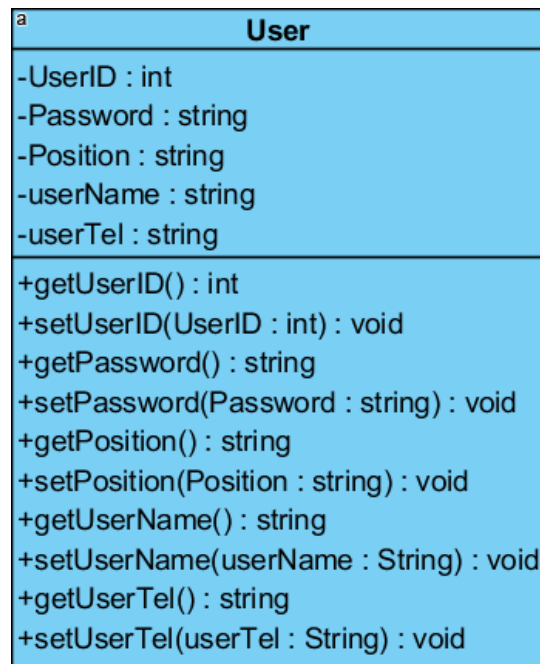 a
User
-UserID : int
-Password : string
-Position : string
-userName : string
-userTel : string
+getUserID() : int
+setUserID(UserID : int) : void
+getPassword() : string
+setPassword(Password : string) : void
+getPosition() : string
+setPosition(Position : string) : void
+getUserName() : string
+setUserName(userName : String) : void
+getUserTel() : string
+setUserTel(userTel : String) : void